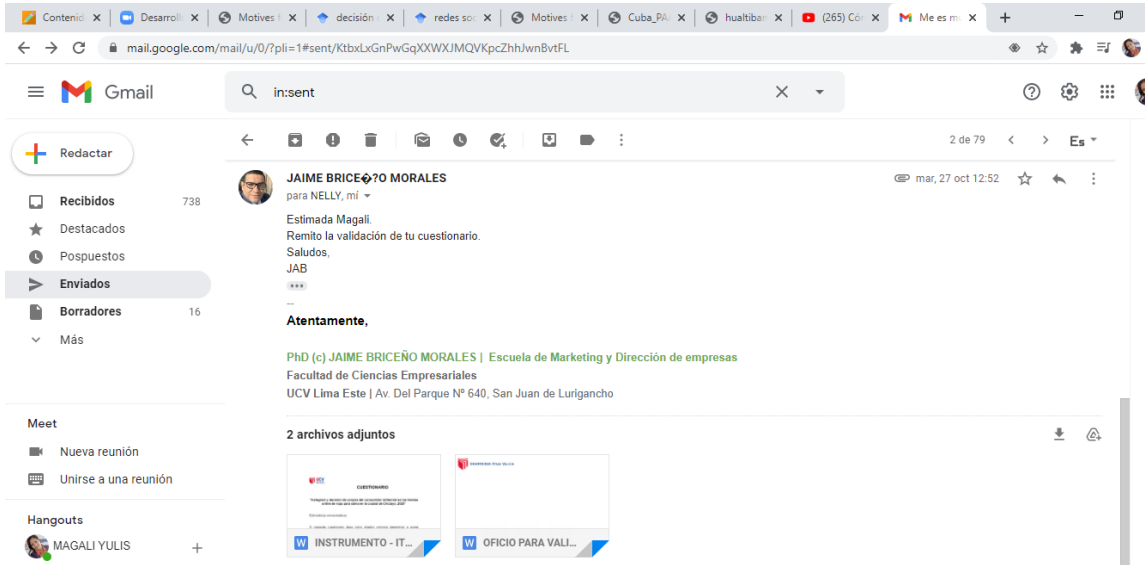 Contenid
Desarroll
Motives f
decisión
redes soc
Motives f
Cuba_PA
hualtiban
(265) Cóm
Me es mu
mail.google.com/mail/u/0/?pli=1#sent/KtbxLxGnPwGqXXWXJMQVKpcZhhJwnBvtFL
Gmail
in:sent
Redactar
2 de 79
Es
Recibidos 738
Destacados
Pospuestos
Enviados
Borradores 16
Más
JAIME BRICE�?O MORALES
mar, 27 oct 12:52
para NELLY, mí
Estimada Magali.
Remito la validación de tu cuestionario.
Saludos,
JAB
--
Atentamente,
PhD (c) JAIME BRICEÑO MORALES | Escuela de Marketing y Dirección de empresas
Facultad de Ciencias Empresariales
UCV Lima Este | Av. Del Parque Nº 640, San Juan de Lurigancho
2 archivos adjuntos
UCV
CUESTIONARIO
W INSTRUMENTO - IT...
W OFICIO PARA VALI...
Meet
Nueva reunión
Unirse a una reunión
Hangouts
MAGALI YULIS